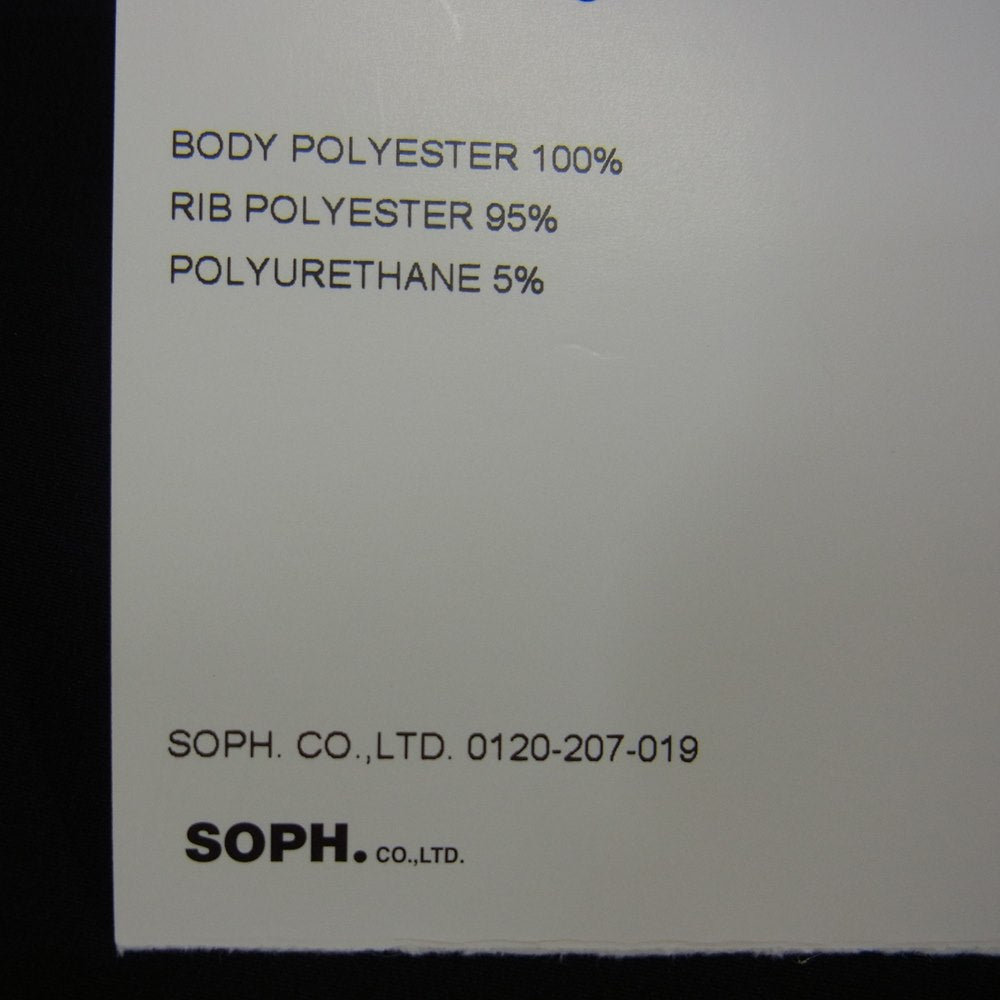 BODY POLYESTER 100%
RIB POLYESTER 95%
POLYURETHANE 5%
SOPH. CO.,LTD. 0120-207-019
SOPH. CO.,LTD.